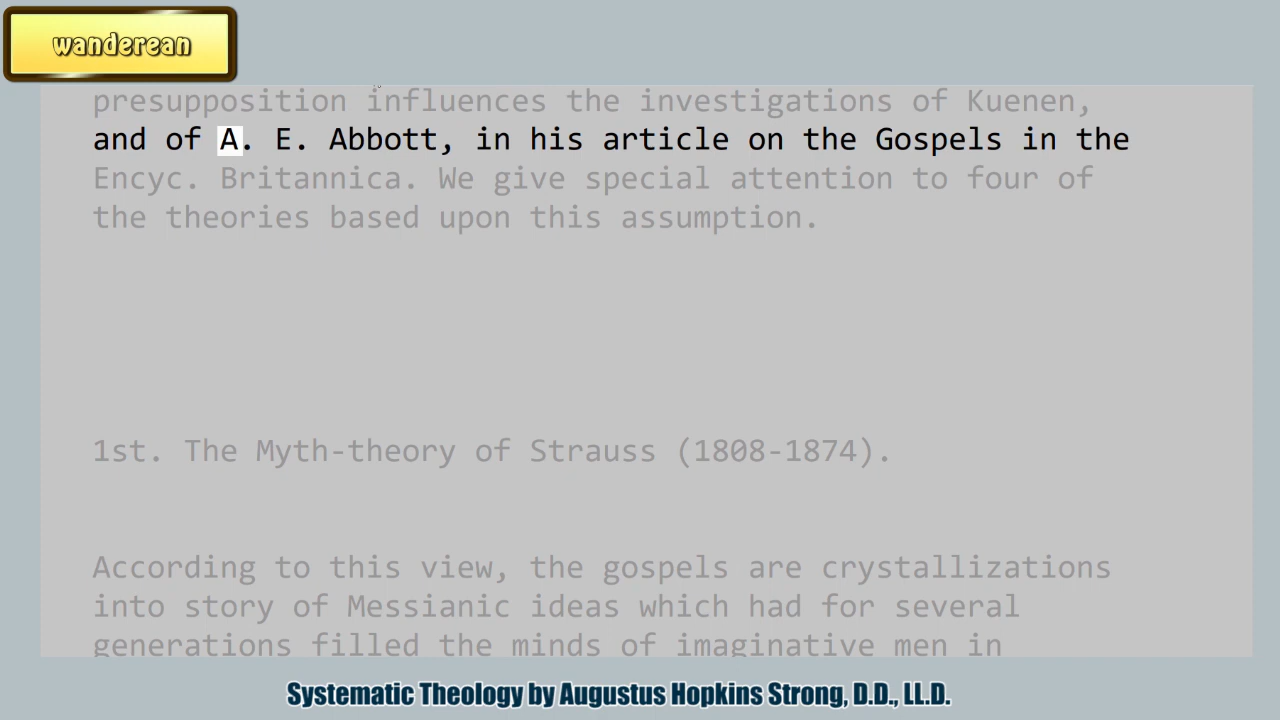 wanderean
presupposition influences the investigations of Kuenen,
and of A. E. Abbott, in his article on the Gospels in the
Encyc. Britannica. We give special attention to four of
the theories based upon this assumption.
1st. The Myth-theory of Strauss (1808-1874).
According to this view, the gospels are crystallizations
into story of Messianic ideas which had for several
generations filled the minds of imaginative men in
Systematic Theology by Augustus Hopkins Strong, D.D., LL.D.